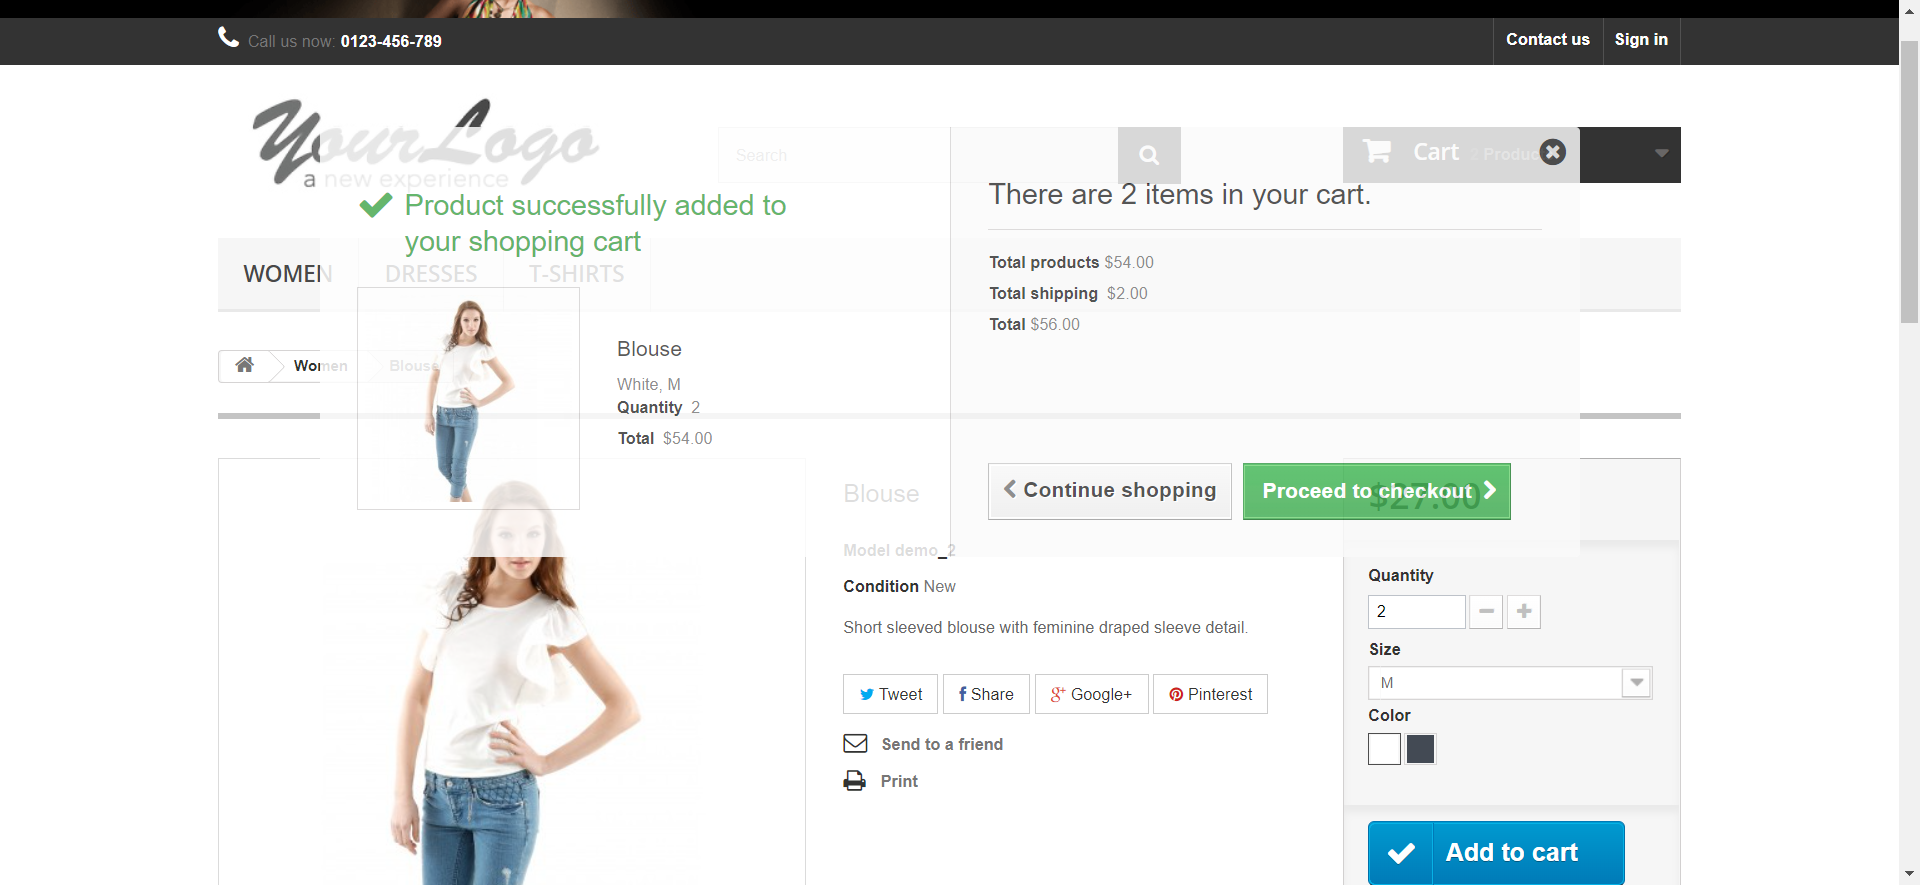 Call us now: 0123-456-789
Contact us
Sign in
YourLogo
a new experience
Search
Cart 2 Produc
Product successfully added to
your shopping cart
There are 2 items in your cart.
WOMEN
DRESSES
T-SHIRTS
Total products $54.00
Total shipping $2.00
Total $56.00
Women
Blouse
Blouse
White, M
Quantity 2
Total $54.00
Continue shopping
Proceed to checkout
$27.00
Blouse
Model demo_2
Condition New
Short sleeved blouse with feminine draped sleeve detail.
Tweet
Share
Google+
Pinterest
Send to a friend
Print
Quantity
2
Size
M
Color
Add to cart